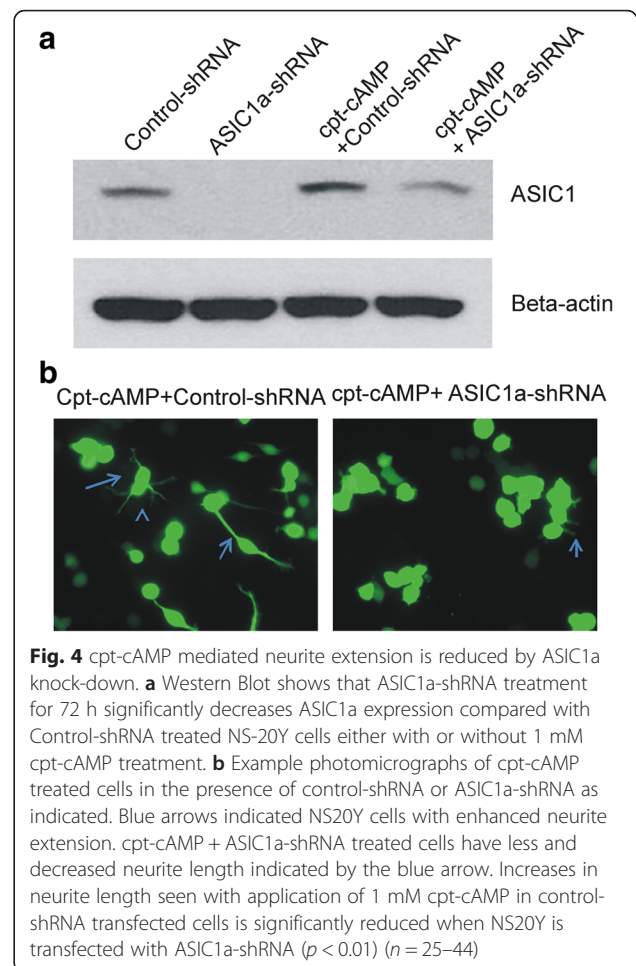 a
Control-shRNA
ASIC1a-shRNA
cpt-cAMP
+Control-shRNA
cpt-cAMP
+ ASIC1a-shRNA
ASIC1
Beta-actin
b
Cpt-cAMP+Control-shRNA
cpt-cAMP+ ASIC1a-shRNA
Fig. 4 cpt-cAMP mediated neurite extension is reduced by ASIC1a
knock-down. a Western Blot shows that ASIC1a-shRNA treatment
for 72 h significantly decreases ASIC1a expression compared with
Control-shRNA treated NS-20Y cells either with or without 1 mM
cpt-cAMP treatment. b Example photomicrographs of cpt-cAMP
treated cells in the presence of control-shRNA or ASIC1a-shRNA as
indicated. Blue arrows indicated NS20Y cells with enhanced neurite
extension. cpt-cAMP + ASIC1a-shRNA treated cells have less and
decreased neurite length indicated by the blue arrow. Increases in
neurite length seen with application of 1 mM cpt-cAMP in control-
shRNA transfected cells is significantly reduced when NS20Y is
transfected with ASIC1a-shRNA (p < 0.01) (n = 25–44)